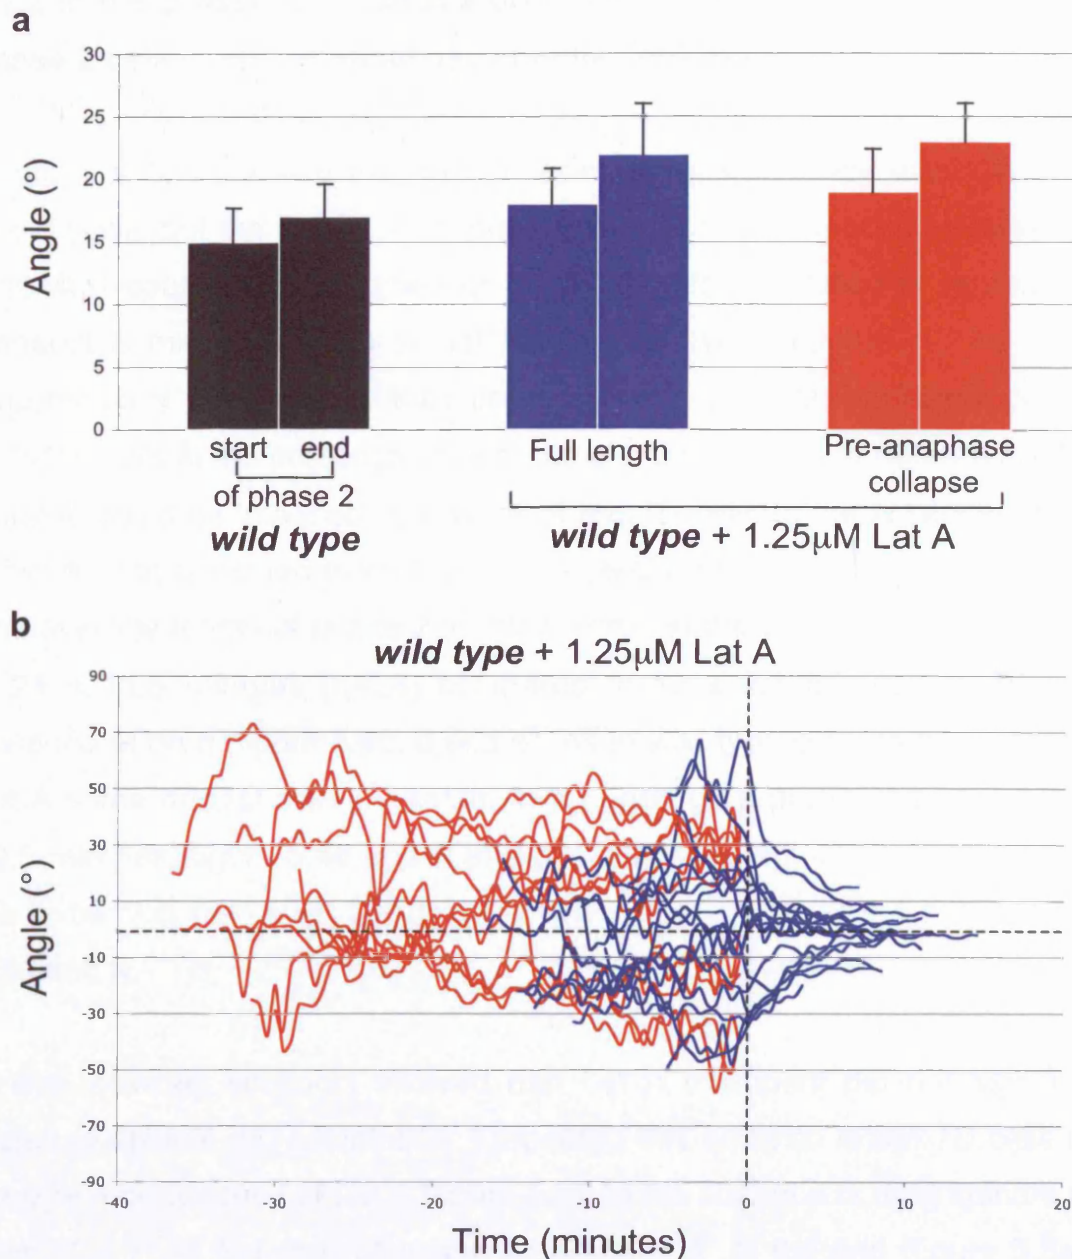 a
30
25
20
15
10
5
0
Angle (°)
start end
of phase 2
wild type
Full length
Pre-anaphase
collapse
wild type + 1.25µM Lat A
b
wild type + 1.25µM Lat A
90
70
50
30
10
-10
-30
-50
-70
-90
Angle (°)
-40 -20 -10 0 10 20
Time (minutes)